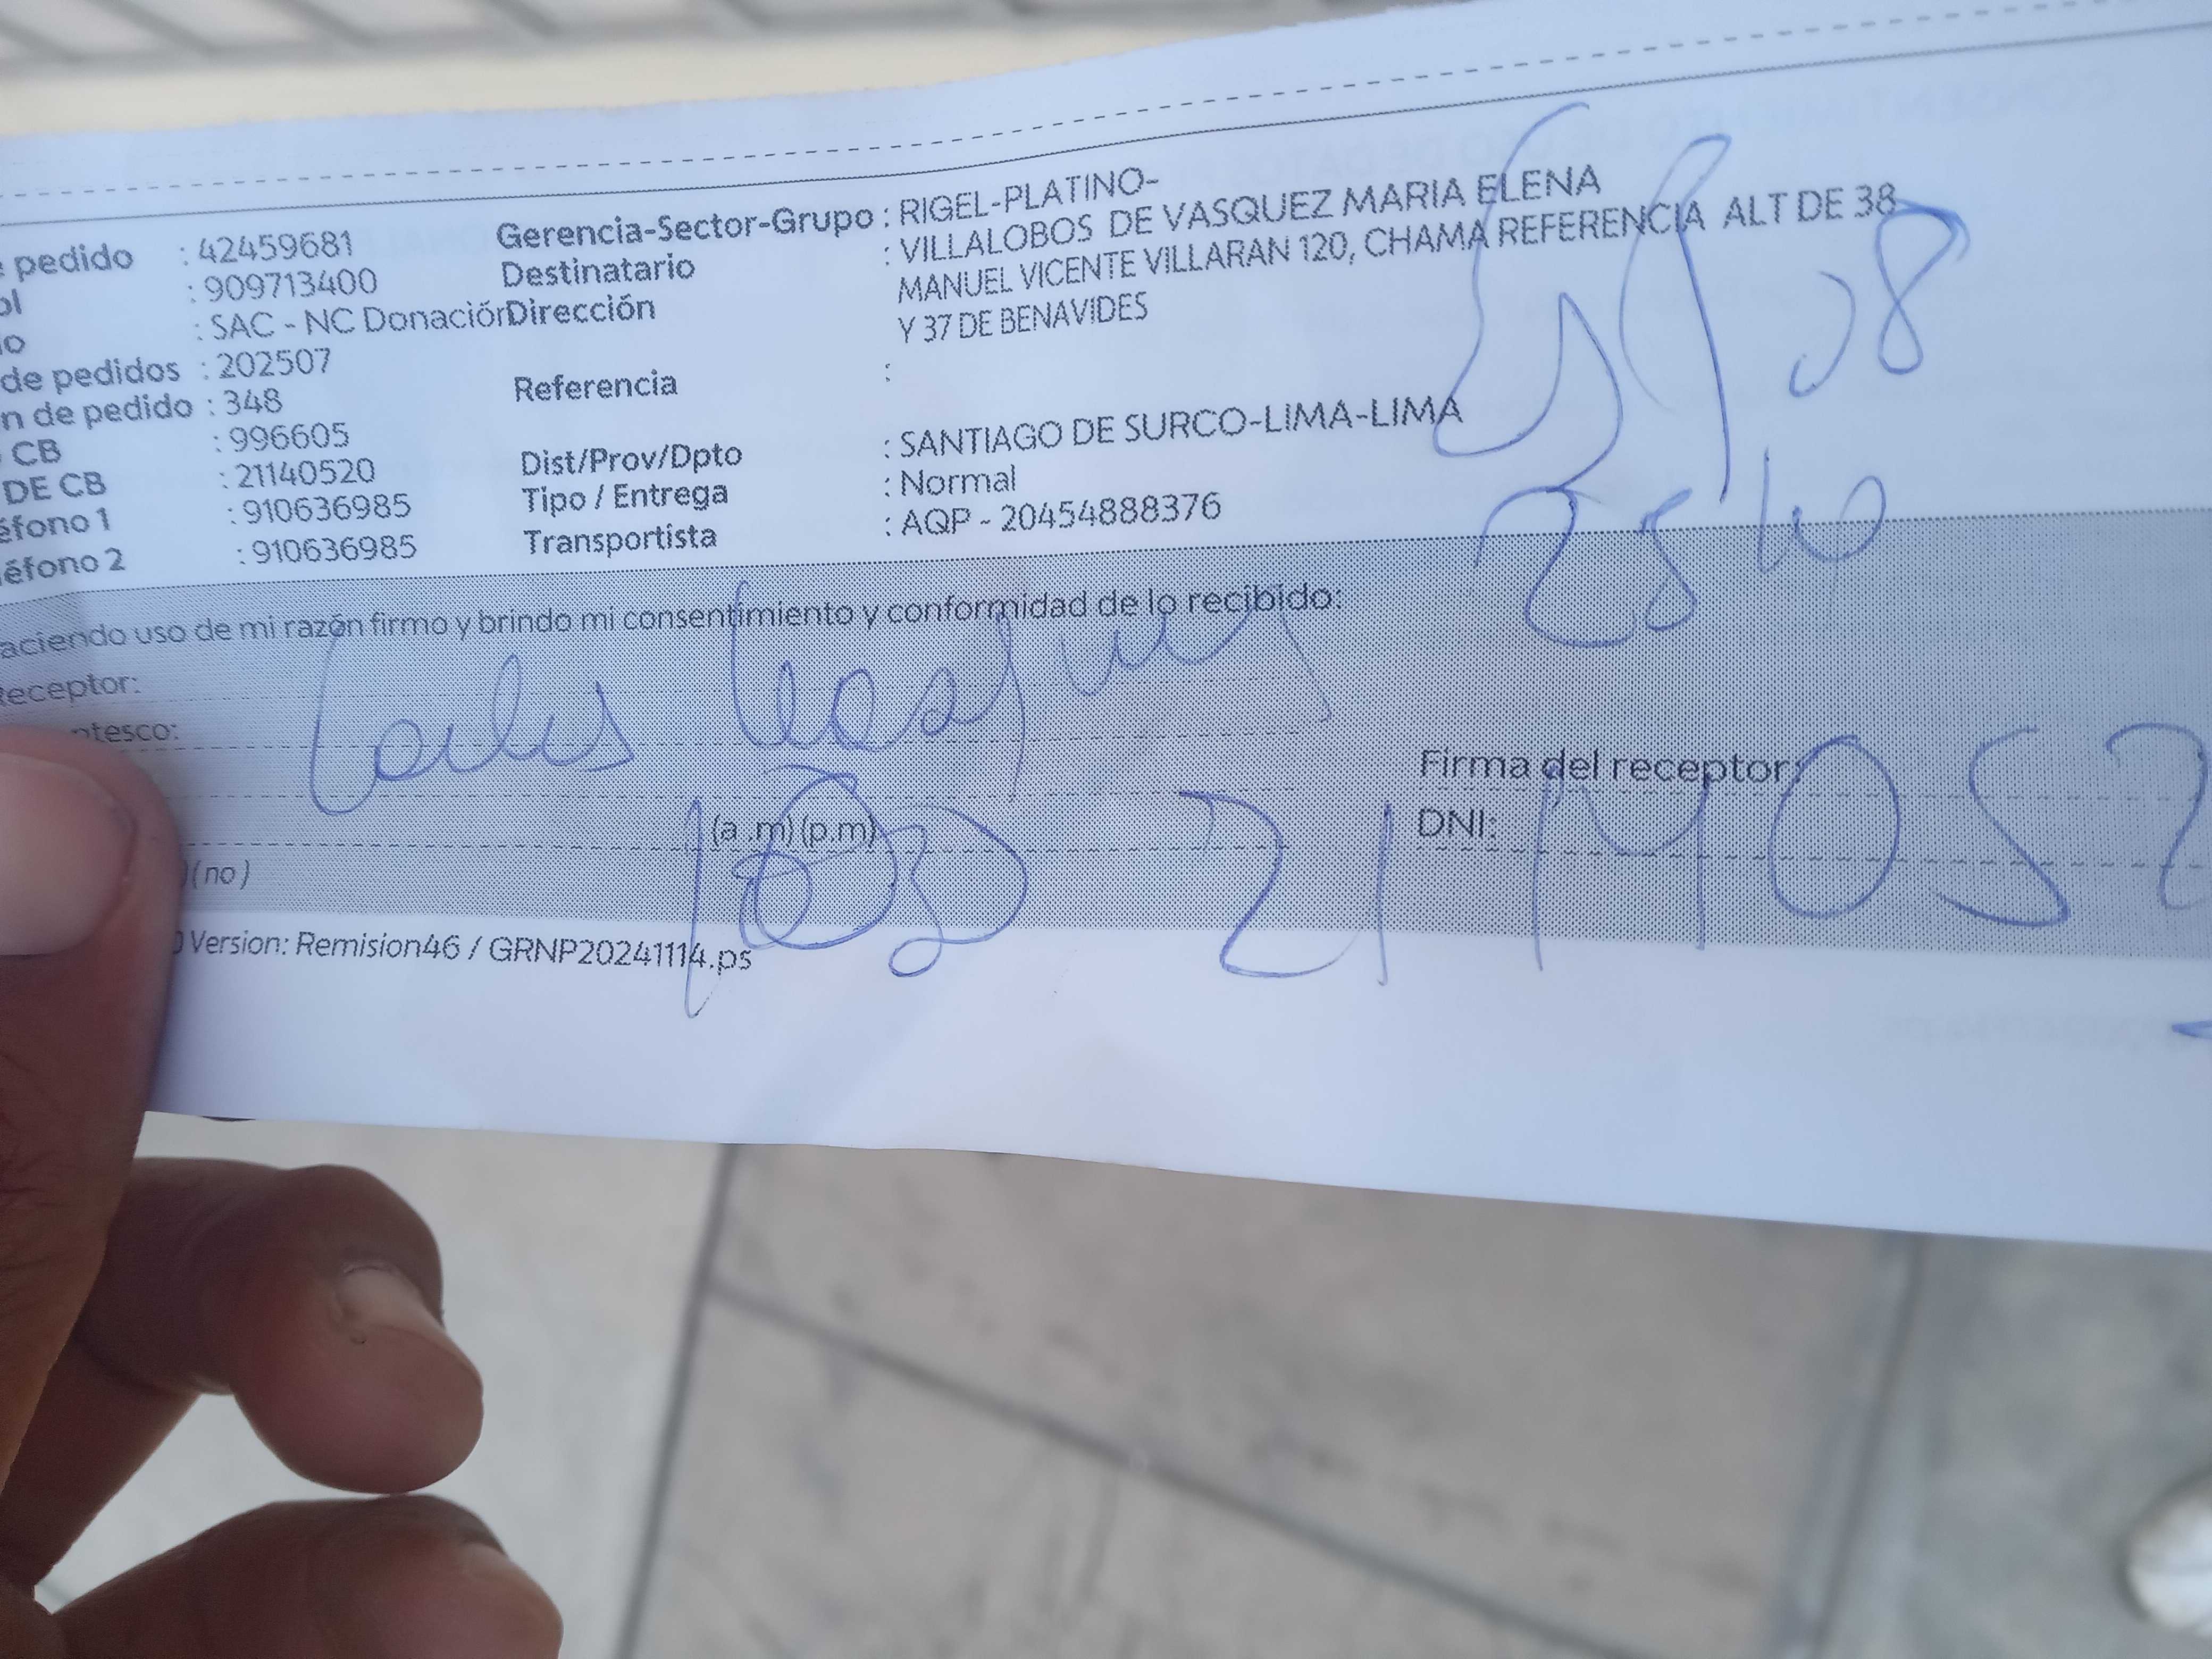 e pedido : 42459681 Gerencia-Sector-Grupo : RIGEL-PLATINO-
ol : 909713400 Destinatario : VILLALOBOS DE VASQUEZ MARIA ELENA
o : SAC - NC Donación Dirección MANUEL VICENTE VILLARAN 120, CHAMA REFERENCIA ALT DE 38
Y 37 DE BENAVIDES
de pedidos : 202507
n de pedido : 348 Referencia :
CB : 996605
DE CB : 21140520 Dist/Prov/Dpto : SANTIAGO DE SURCO-LIMA-LIMA
éfono 1 : 910636985 Tipo / Entrega : Normal
éfono 2 : 910636985 Transportista : AQP - 20454888376
08
2840
aciendo uso de mi razón firmo y brindo mi consentimiento y conformidad de lo recibido:
Receptor:
ntesco:
Firma del receptor:
(a .m) (p.m) DNI: 2114052
)( no )
Version: Remision46 / GRNP20241114.ps